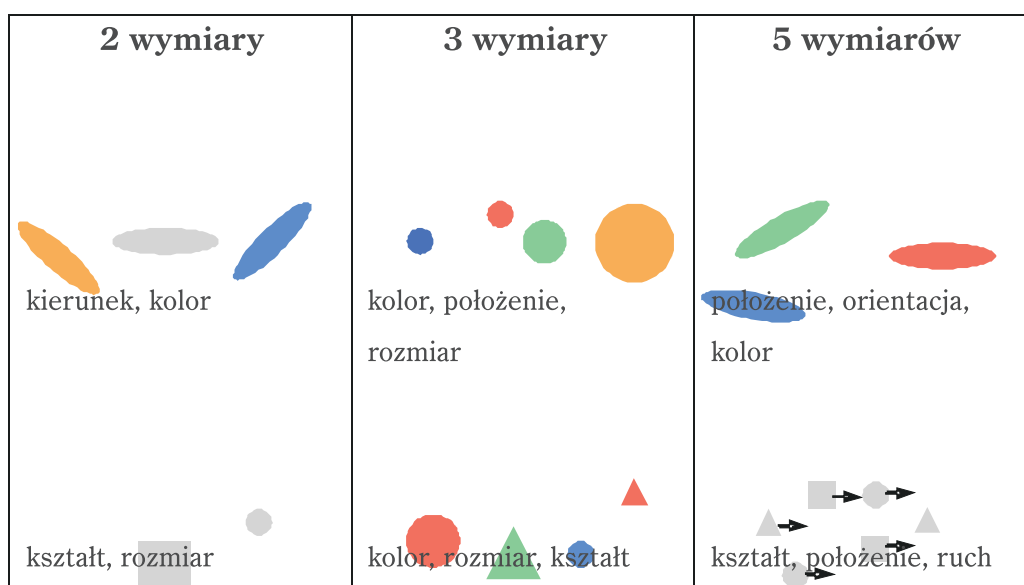 2 wymiary
3 wymiary
5 wymiarów
kierunek, kolor
kolor, położenie,
rozmiar
położenie, orientacja,
kolor
kształt, rozmiar
kolor, rozmiar, kształt
kształt, położenie, ruch